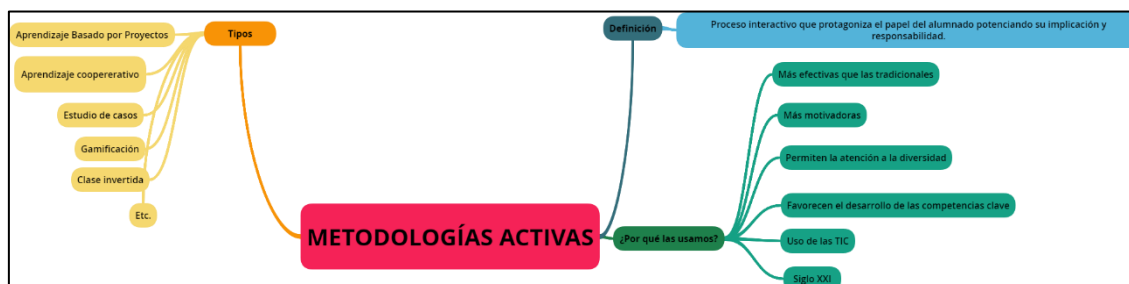 Tipos
Aprendizaje Basado por Proyectos
Aprendizaje coopererativo
Estudio de casos
Gamificación
Clase invertida
Etc.
METODOLOGÍAS ACTIVAS
Definición
Proceso interactivo que protagoniza el papel del alumnado potenciando su implicación y
responsabilidad.
¿Por qué las usamos?
Más efectivas que las tradicionales
Más motivadoras
Permiten la atención a la diversidad
Favorecen el desarrollo de las competencias clave
Uso de las TIC
Siglo XXI